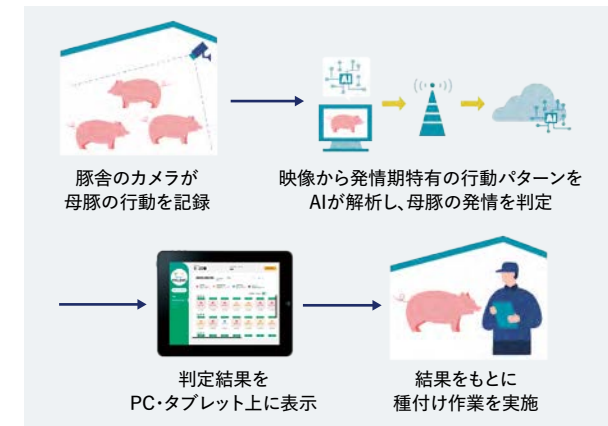 AI
豚舎のカメラが
母豚の行動を記録
映像から発情期特有の行動パターンを
AIが解析し、母豚の発情を判定
判定結果を
PC・タブレット上に表示
結果をもとに
種付け作業を実施